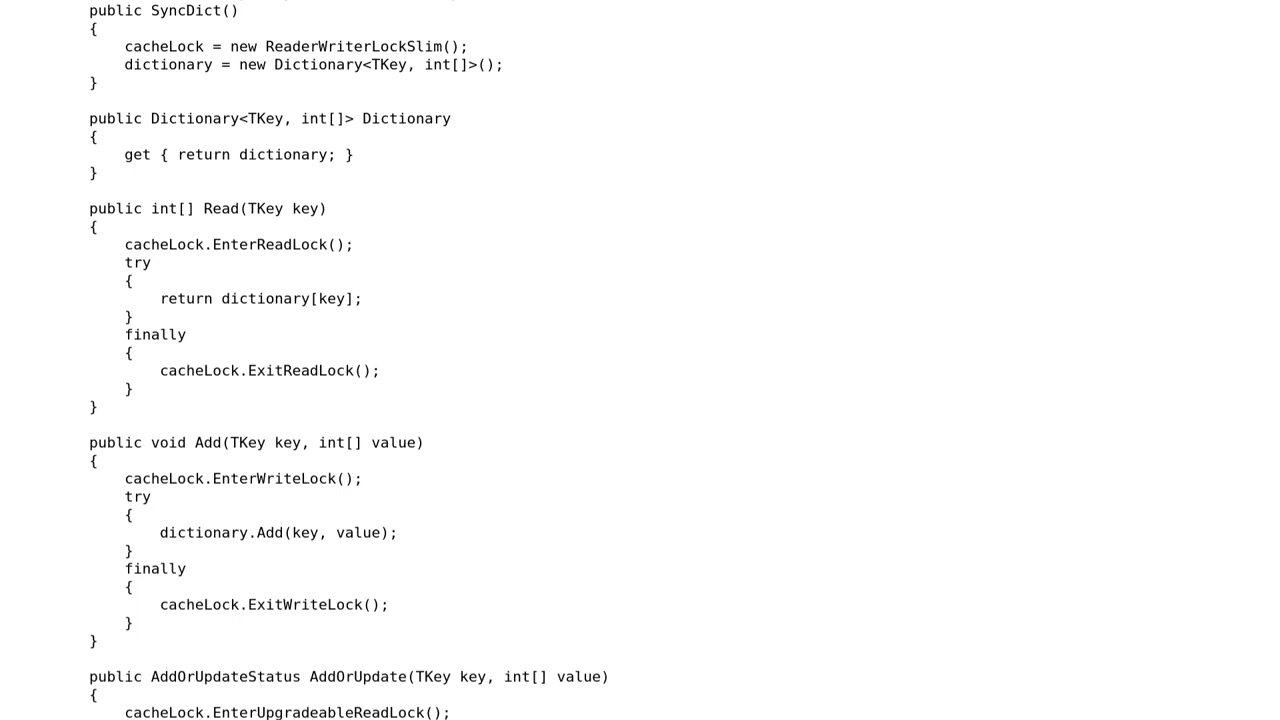 public SyncDict()
{
    cacheLock = new ReaderWriterLockSlim();
    dictionary = new Dictionary<TKey, int[]>();
}

public Dictionary<TKey, int[]> Dictionary
{
    get { return dictionary; }
}

public int[] Read(TKey key)
{
    cacheLock.EnterReadLock();
    try
    {
        return dictionary[key];
    }
    finally
    {
        cacheLock.ExitReadLock();
    }
}

public void Add(TKey key, int[] value)
{
    cacheLock.EnterWriteLock();
    try
    {
        dictionary.Add(key, value);
    }
    finally
    {
        cacheLock.ExitWriteLock();
    }
}

public AddOrUpdateStatus AddOrUpdate(TKey key, int[] value)
{
    cacheLock.EnterUpgradeableReadLock();